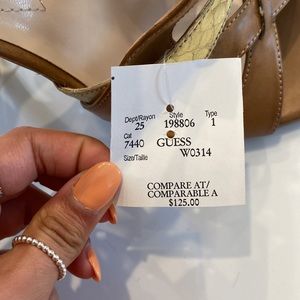 Dept/Rayon Style Type
25 198806 1
Cat
7440 GUESS
Size/Taille W0314
COMPARE AT/
COMPARABLE A
$125.00